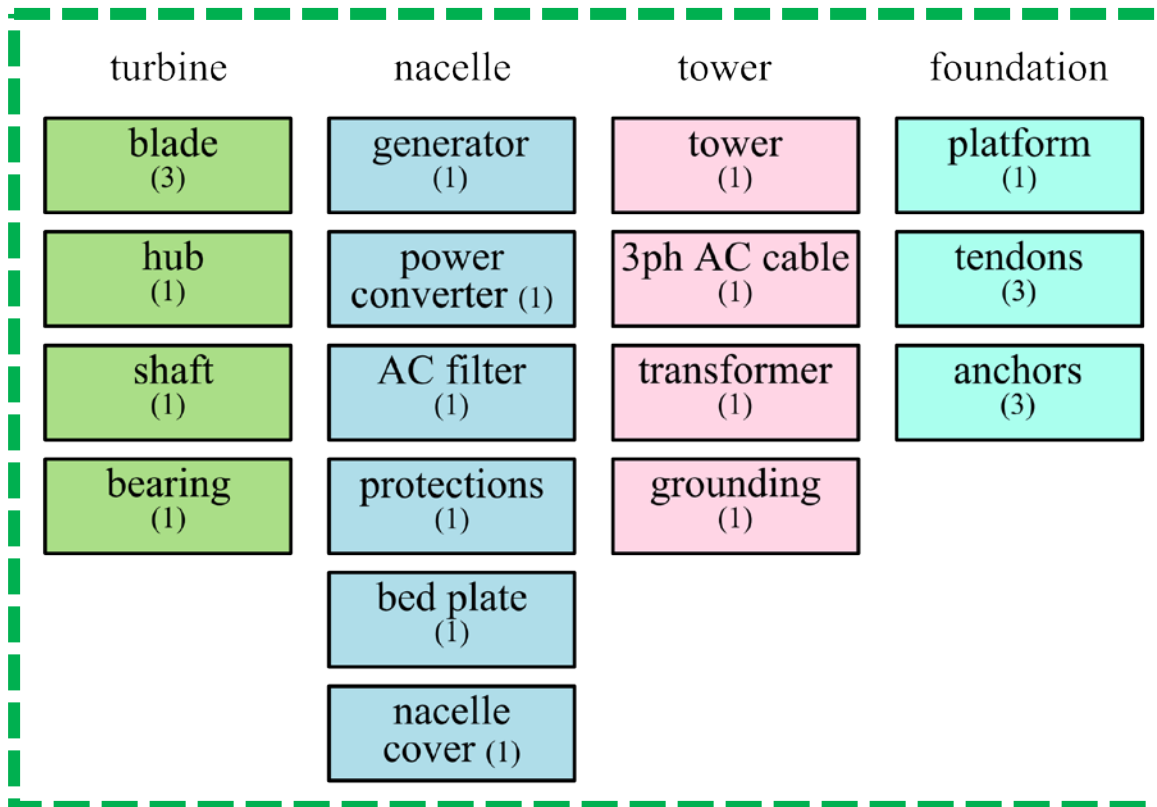 turbine
blade
(3)
hub
(1)
shaft
(1)
bearing
(1)
nacelle
generator
(1)
power
converter (1)
AC filter
(1)
protections
(1)
bed plate
(1)
nacelle
cover (1)
tower
tower
(1)
3ph AC cable
(1)
transformer
(1)
grounding
(1)
foundation
platform
(1)
tendons
(3)
anchors
(3)